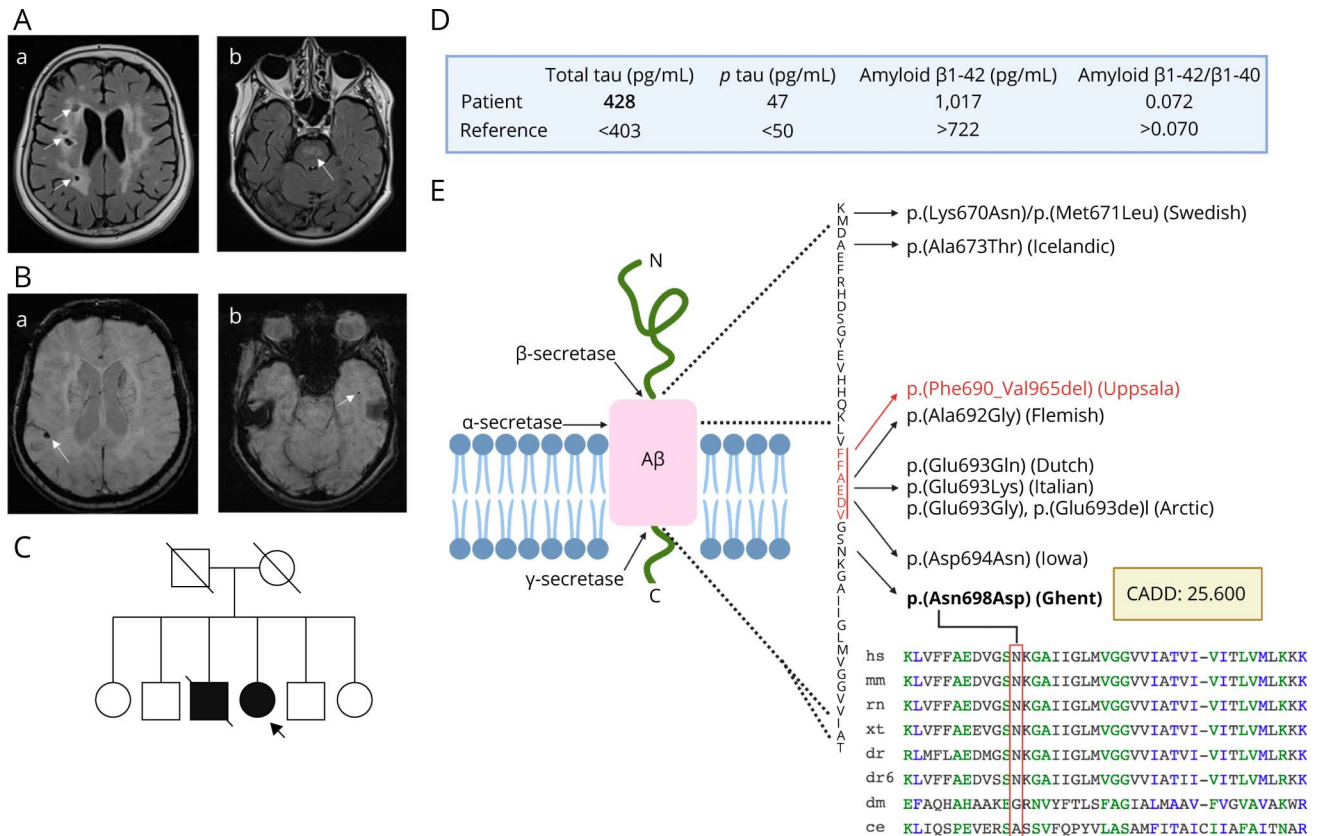 A
a
b
B
a
b
C
D
Total tau (pg/mL) p tau (pg/mL) Amyloid β1-42 (pg/mL) Amyloid β1-42/β1-40
Patient 428 47 1,017 0.072
Reference <403 <50 >722 >0.070
E
N
β-secretase
α-secretase
Aβ
γ-secretase
C
K
M
D
A
E
F
R
H
D
S
G
Y
E
V
H
H
Q
K
L
V
F
F
A
E
D
V
G
S
N
K
G
A
I
I
G
L
M
V
G
G
V
V
I
A
T
p.(Lys670Asn)/p.(Met671Leu) (Swedish)
p.(Ala673Thr) (Icelandic)
p.(Phe690_Val965del) (Uppsala)
p.(Ala692Gly) (Flemish)
p.(Glu693Gln) (Dutch)
p.(Glu693Lys) (Italian)
p.(Glu693Gly), p.(Glu693de)l (Arctic)
p.(Asp694Asn) (Iowa)
p.(Asn698Asp) (Ghent)
CADD: 25.600
hs KLVFFAEDVGSNKGAIIGLMVGGVVIATVI-VITLVMLKKK
mm KLVFFAEDVGSNKGAIIGLMVGGVVIATVI-VITLVMLKKK
rn KLVFFAEDVGSNKGAIIGLMVGGVVIATVI-VITLVMLKKK
xt KLVFFAEEVGSNKGAIIGLMVGGVVIATVI-VITLVMLKKK
dr RLMFLAEDMGSNKGAIIGLMVGGVVIATVI-VITLVMLRKK
dr6 KLVFFAEDVSSNKGAIIGLMVGGVVIATII-VITLVMLRKK
dm EFAQHAHAAKEGRNVYFTLSFAGIALMAAV-FVGVAVAKWR
ce KLIQSPEVERSASSVFQPYVLASAMFITAICIIAFAITNAR